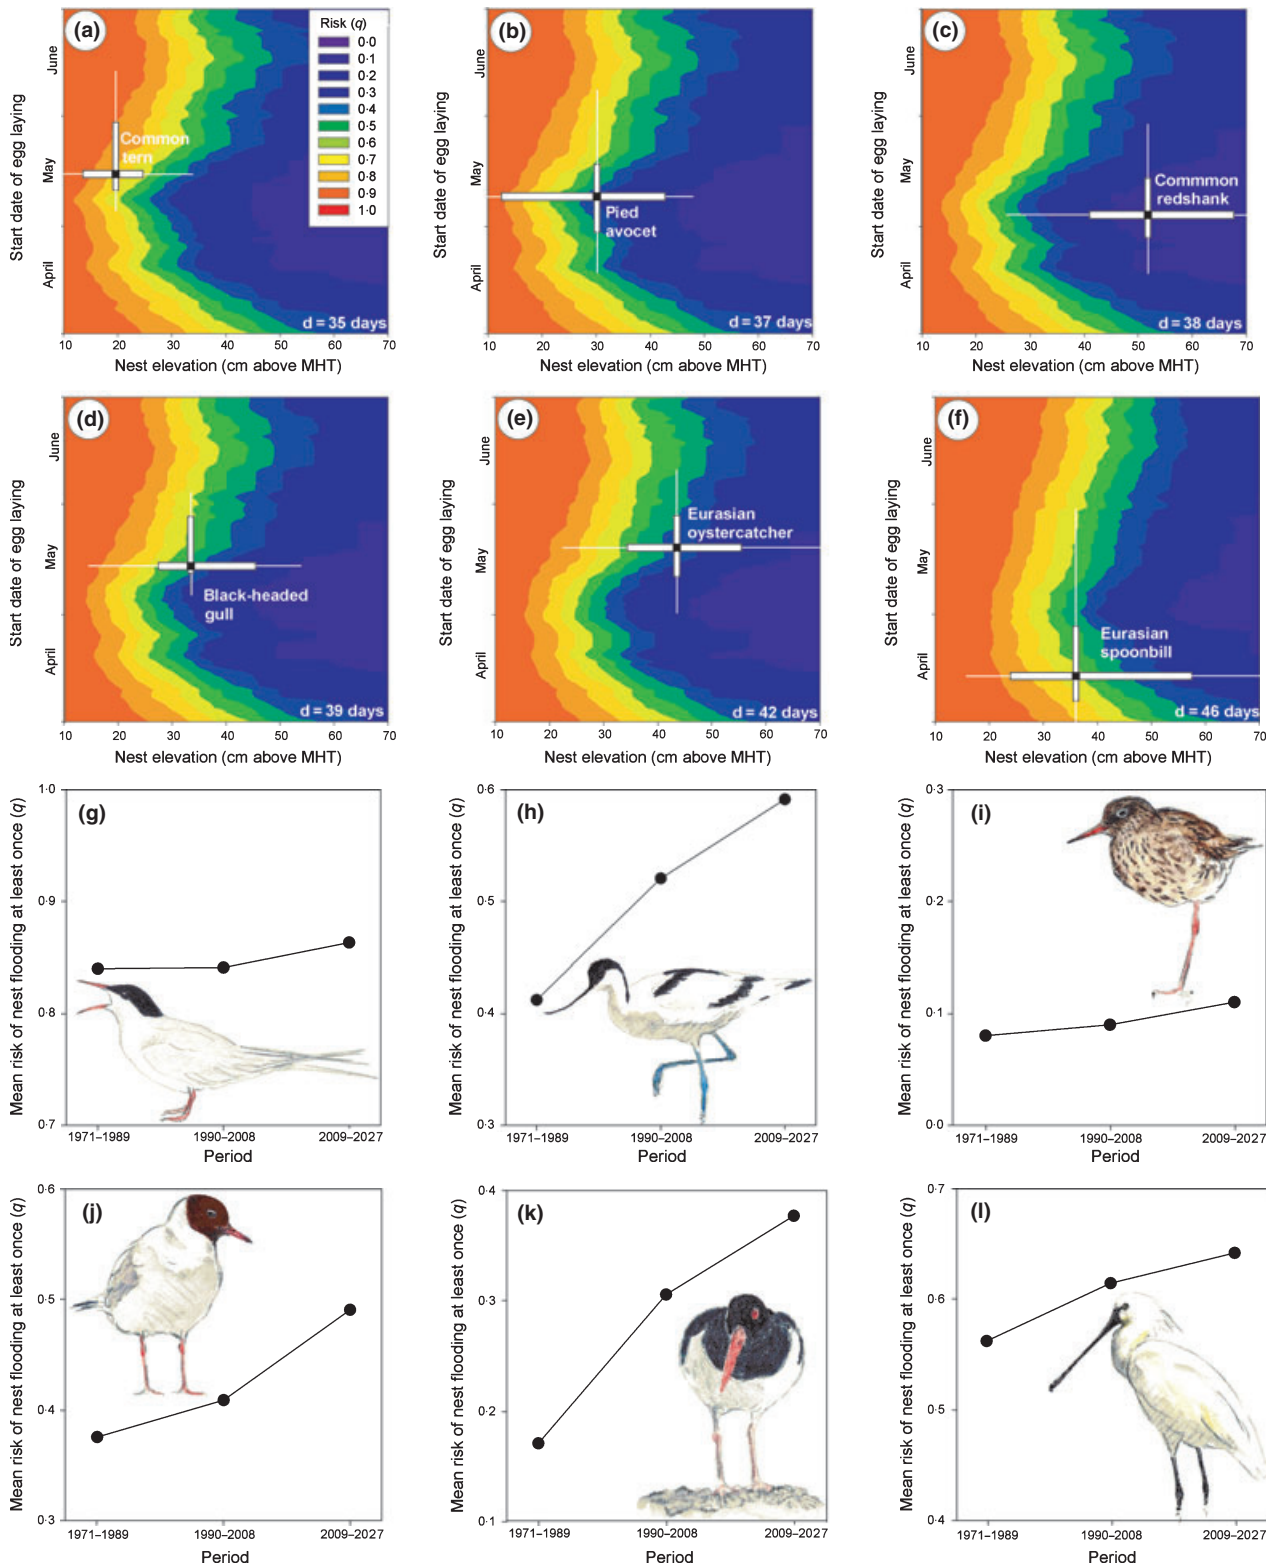 (a)
Risk (q)
0·0
0·1
0·2
0·3
0·4
0·5
0·6
0·7
0·8
0·9
1·0
Common
tern
d = 35 days
Start date of egg laying
June
May
April
10 20 30 40 50 60 70
Nest elevation (cm above MHT)
(b)
Pied
avocet
d = 37 days
Start date of egg laying
June
May
April
10 20 30 40 50 60 70
Nest elevation (cm above MHT)
(c)
Commmon
redshank
d = 38 days
Start date of egg laying
June
May
April
10 20 30 40 50 60 70
Nest elevation (cm above MHT)
(d)
Black-headed
gull
d = 39 days
Start date of egg laying
June
May
April
10 20 30 40 50 60 70
Nest elevation (cm above MHT)
(e)
Eurasian
oystercatcher
d = 42 days
Start date of egg laying
June
May
April
10 20 30 40 50 60 70
Nest elevation (cm above MHT)
(f)
Eurasian
spoonbill
d = 46 days
Start date of egg laying
June
May
April
10 20 30 40 50 60 70
Nest elevation (cm above MHT)
(g)
Mean risk of nest flooding at least once (q)
1·0
0·9
0·8
0·7
1971–1989 1990–2008 2009–2027
Period
(h)
Mean risk of nest flooding at least once (q)
0·6
0·5
0·4
0·3
1971–1989 1990–2008 2009–2027
Period
(i)
Mean risk of nest flooding at least once (q)
0·3
0·2
0·1
0·0
1971–1989 1990–2008 2009–2027
Period
(j)
Mean risk of nest flooding at least once (q)
0·6
0·5
0·4
0·3
1971–1989 1990–2008 2009–2027
Period
(k)
Mean risk of nest flooding at least once (q)
0·4
0·3
0·2
0·1
1971–1989 1990–2008 2009–2027
Period
(l)
Mean risk of nest flooding at least once (q)
0·7
0·6
0·5
0·4
1971–1989 1990–2008 2009–2027
Period